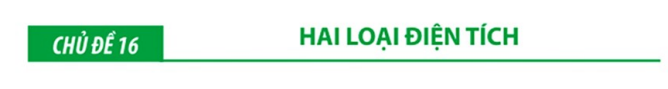 CHỦ ĐỀ 16
HAI LOẠI ĐIỆN TÍCH